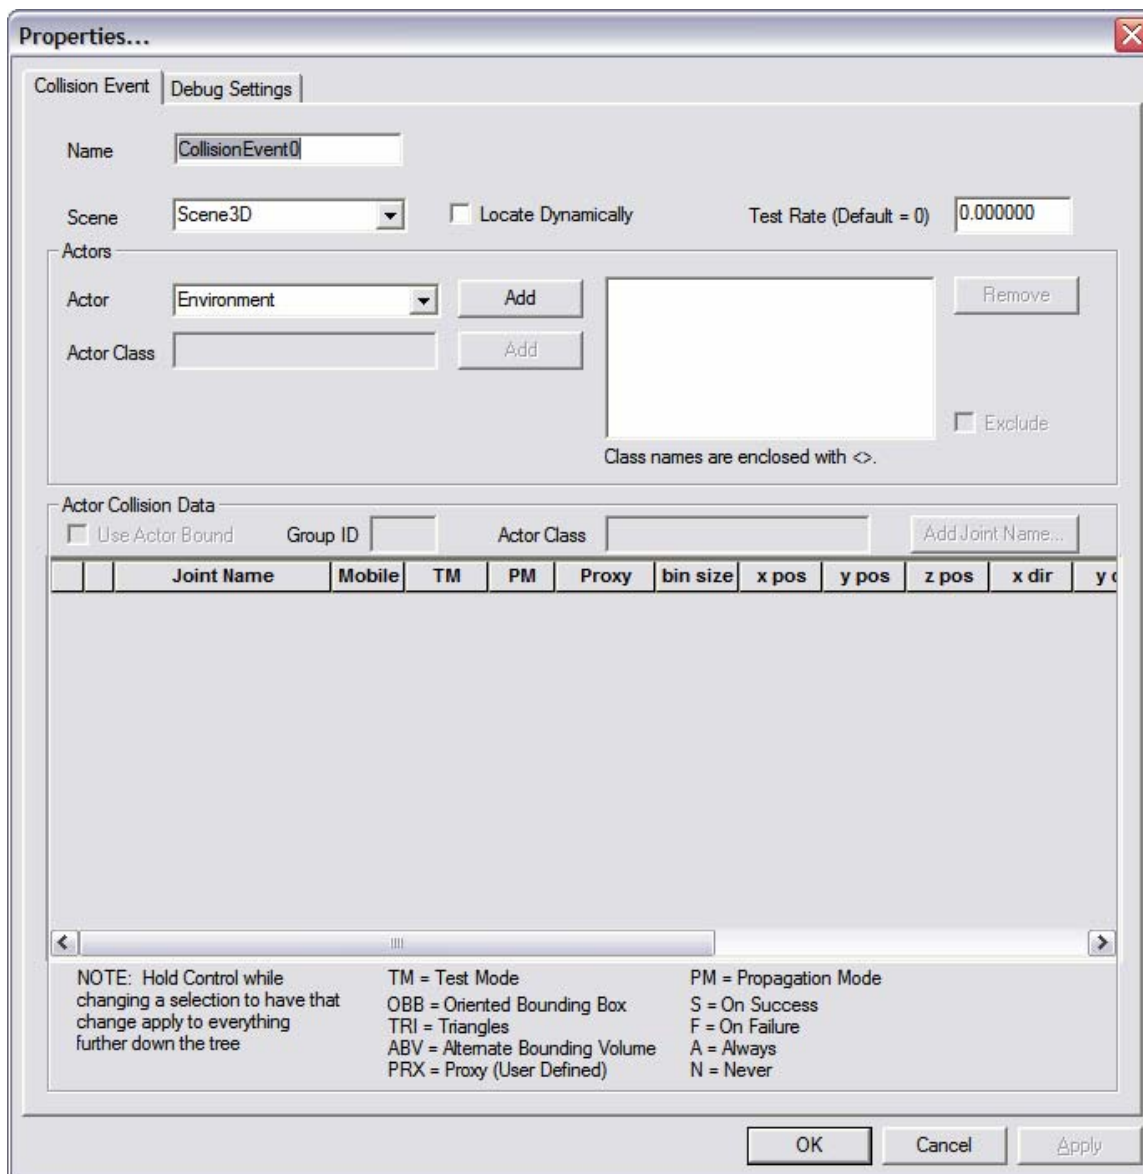 Properties...
Collision Event Debug Settings
Name CollisionEvent0
Scene Scene3D Locate Dynamically Test Rate (Default = 0) 0.000000
Actors
Actor Environment Add Remove
Actor Class Add
Exclude
Class names are enclosed with <>.
Actor Collision Data
Use Actor Bound Group ID Actor Class Add Joint Name...
Joint Name Mobile TM PM Proxy bin size x pos y pos z pos x dir y
NOTE: Hold Control while
changing a selection to have that
change apply to everything
further down the tree
TM = Test Mode
OBB = Oriented Bounding Box
TRI = Triangles
ABV = Alternate Bounding Volume
PRX = Proxy (User Defined)
PM = Propagation Mode
S = On Success
F = On Failure
A = Always
N = Never
OK Cancel Apply